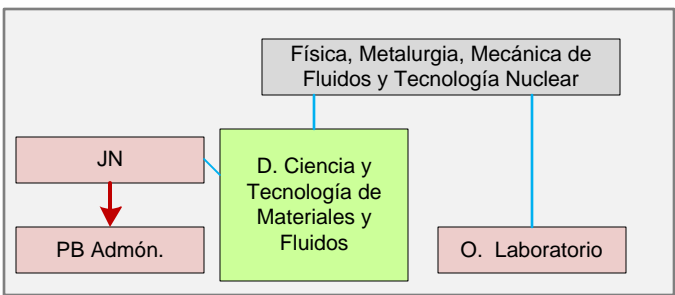 Física, Metalurgia, Mecánica de
Fluidos y Tecnología Nuclear
JN
D. Ciencia y
Tecnología de
Materiales y
Fluidos
PB Admón.
O. Laboratorio